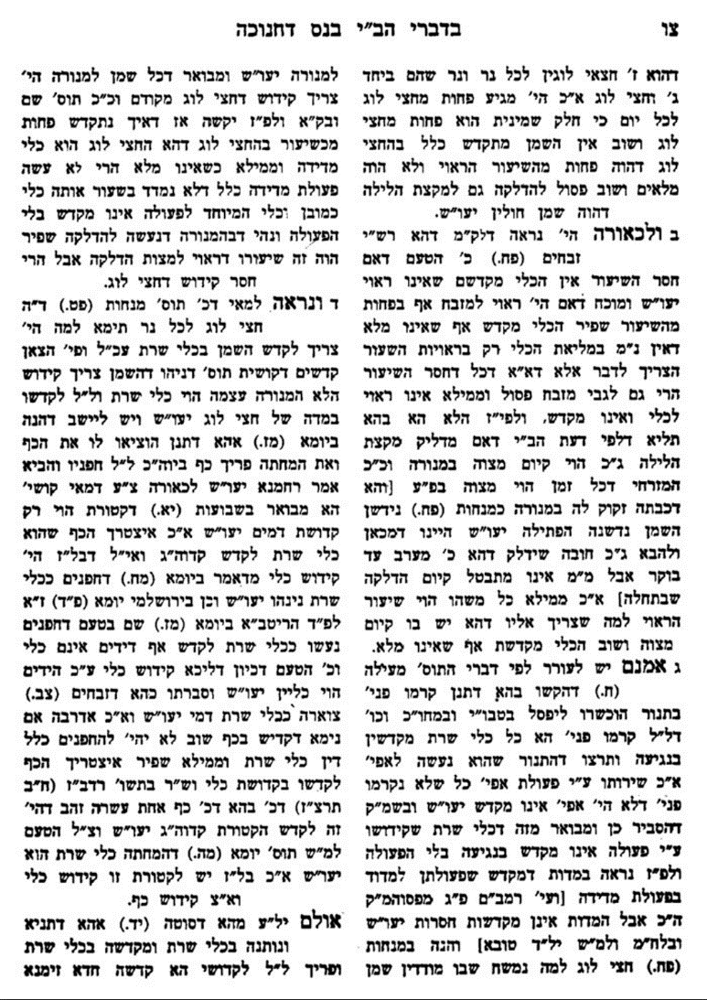 צו
בדברי הב״י בנס דחנוכה
דהוא ז׳ חצאי לוגין לכל נר ונר שהם ביחד
ג׳ וחצי לוג א״כ הי׳ מגיע פחות מחצי לוג
לכל יום כי חלק שמינית הוא פחות מחצי
לוג ושוב אין השמן מתקדש כלל בהחצי
לוג דהוה פחות מהשיעור הראוי ולא הוה
מלאים ושוב פסול להדלקה גם למקצת הלילה
דהוה שמן חולין יעו״ש.
ב ולכאורה הי׳ נראה דלק״מ דהא רש״י
זבחים (פח.) כ׳ הטעם דאם
חסר השיעור אין הכלי מקדשם שאינו ראוי
יעו״ש ומוכח דאם הי׳ ראוי למזבח אף בפחות
מהשיעור שפיר הכלי מקדש אף שאינו מלא
דאין נ״מ במליאת הכלי רק בראויות השעור
הצריך לדבר אלא דא״א דכל דחסר השיעור
הרי גם לגבי מזבח פסול וממילא אינו ראוי
לכלי ואינו מקדש, ולפי״ז הלא הא בהא
תליא דלפי דעת הב״י דאם מדליק מקצת
הלילה ג״כ הוי קיום מצוה במנורה וכ״כ
המזרחי דכל זמן הוי מצוה בפ״ע [והא
דכבתה זקוק לה במנורה כמנחות (פח.) נידשן
השמן נדשנה הפתילה יעו״ש היינו דמכאן
ולהבא ג״כ חובה שידלק דהא כ׳ מערב עד
בוקר אבל מ״מ אינו מתבטל קיום הדלקה
שבתחלה] א״כ ממילא כל משהו הוי שיעור
הראוי למה שצריך אליו דהא יש בו קיום
מצוה ושוב הכלי מקדשת אף שאינו מלא.
ג אמנם יש לעורר לפי דברי התוס׳ מעילה
(ח.) דהקשו בהא דתנן קרמו פני׳
בתנור הוכשרו ליפסל בטבו״י ובמחו״כ וכו׳
דל״ל קרמו פני׳ הא כל כלי שרת מקדשין
בנגיעה ותרצו דהתנור שהוא נעשה לאפי׳
א״כ שירותו ע״י פעולת אפי׳ כל שלא נקרמו
פני׳ דלא הי׳ אפי׳ אינו מקדש יעו״ש ובשמ״ק
דהסביר כן ומבואר מזה דכלי שרת שקידושו
ע״י פעולה אינו מקדש בנגיעה בלי הפעולה
ולפ״ז נראה במדות דמקדש שפעולתן למדוד
בפעולת מדידה [ועי׳ רמב״ם פ״ג מפסוהמ״ק
ה״כ אבל המדות אינן מקדשות חסרות יעו״ש
ובלח״מ ולמ״ש יל״ד טובא] והנה במנחות
(פח.) חצי לוג למה נמשח שבו מודדין שמן
למנורה יעו״ש ומבואר דכל שמן למנורה הי׳
צריך קידוש דחצי לוג מקודם וכ״כ תוס׳ שם
ובק״א ולפ״ז יקשה אז דאיך נתקדש פחות
מכשיעור בהחצי לוג דהא החצי לוג הוא כלי
מדידה וממילא כשאינו מלא הרי לא עשה
פעולת מדידה כלל דלא נמדד בשעור אותה כלי
כמובן וכלי המיוחד לפעולה אינו מקדש בלי
הפעולה ונהי דבהמנורה דנעשה להדלקה שפיר
הוה זה שיעורו דראוי למצות הדלקה אבל הרי
חסר קידוש דחצי לוג.
ד ונראה למאי דכ׳ תוס׳ מנחות (פט.) ד״ה
חצי לוג לכל נר תימא למה הי׳
צריך לקדש השמן בכלי שרת עכ״ל ופי׳ הצאן
קדשים דקושית תוס׳ דניהו דהשמן צריך קידוש
הלא המנורה עצמה הוי כלי שרת ול״ל לקדשו
במדה של חצי לוג יעו״ש ויש ליישב דהנה
ביומא (מז.) אהא דתנן הוציאו לו את הכף
ואת המחתה פריך כף ביוה״כ ל״ל חפניו והביא
אמר רחמנא יעו״ש לכאורה צ״ע דמאי קושי׳
הא מבואר בשבועות (יא.) דקטורת הוי רק
קדושת דמים יעו״ש א״כ איצטרך הכף שהוא
כלי שרת לקדש קדוה״ג ואי״ל דבל״ז הי׳
קידוש כלי מדאמר ביומא (מח.) דחפנים ככלי
שרת נינהו יעו״ש וכן בירושלמי יומא (פ״ד) ז״א
לפ״ד הריטב״א ביומא (מז.) שם בטעם דחפנים
נעשו ככלי שרת לקדש אף דידים אינם כלי
וכ׳ הטעם דכיון דליכא קידוש כלי ע״כ הידים
הוי כליין יעו״ש וסברתו כהא דזבחים (צב.)
צוארה ככלי שרת דמי יעו״ש וא״כ אדרבה אם
נימא דקדיש בכף שוב לא יהי׳ להחפנים כלל
דין כלי שרת וממילא שפיר איצטריך הכף
לקדשו בקדושת כלי וש״ר בתשו׳ רדב״ז (ח״ב
תרצ״ז) דכ׳ בהא דכ׳ כף אחת עשרה זהב דהי׳
זה לקדש הקטורת קדוה״ג יעו״ש וצ״ל הטעם
למ״ש תוס׳ יומא (מה.) דהמחתה כלי שרת הוא
יעו״ש א״כ בל״ז יש לקטורת זו קידוש כלי
וא״צ קידוש כף.
אולם יל״ע מהא דסוטה (יד.) אהא דתניא
ונותנה בכלי שרת ומקדשה בכלי שרת
ופריך ל״ל לקדושי הא קדשה חדא זימנא